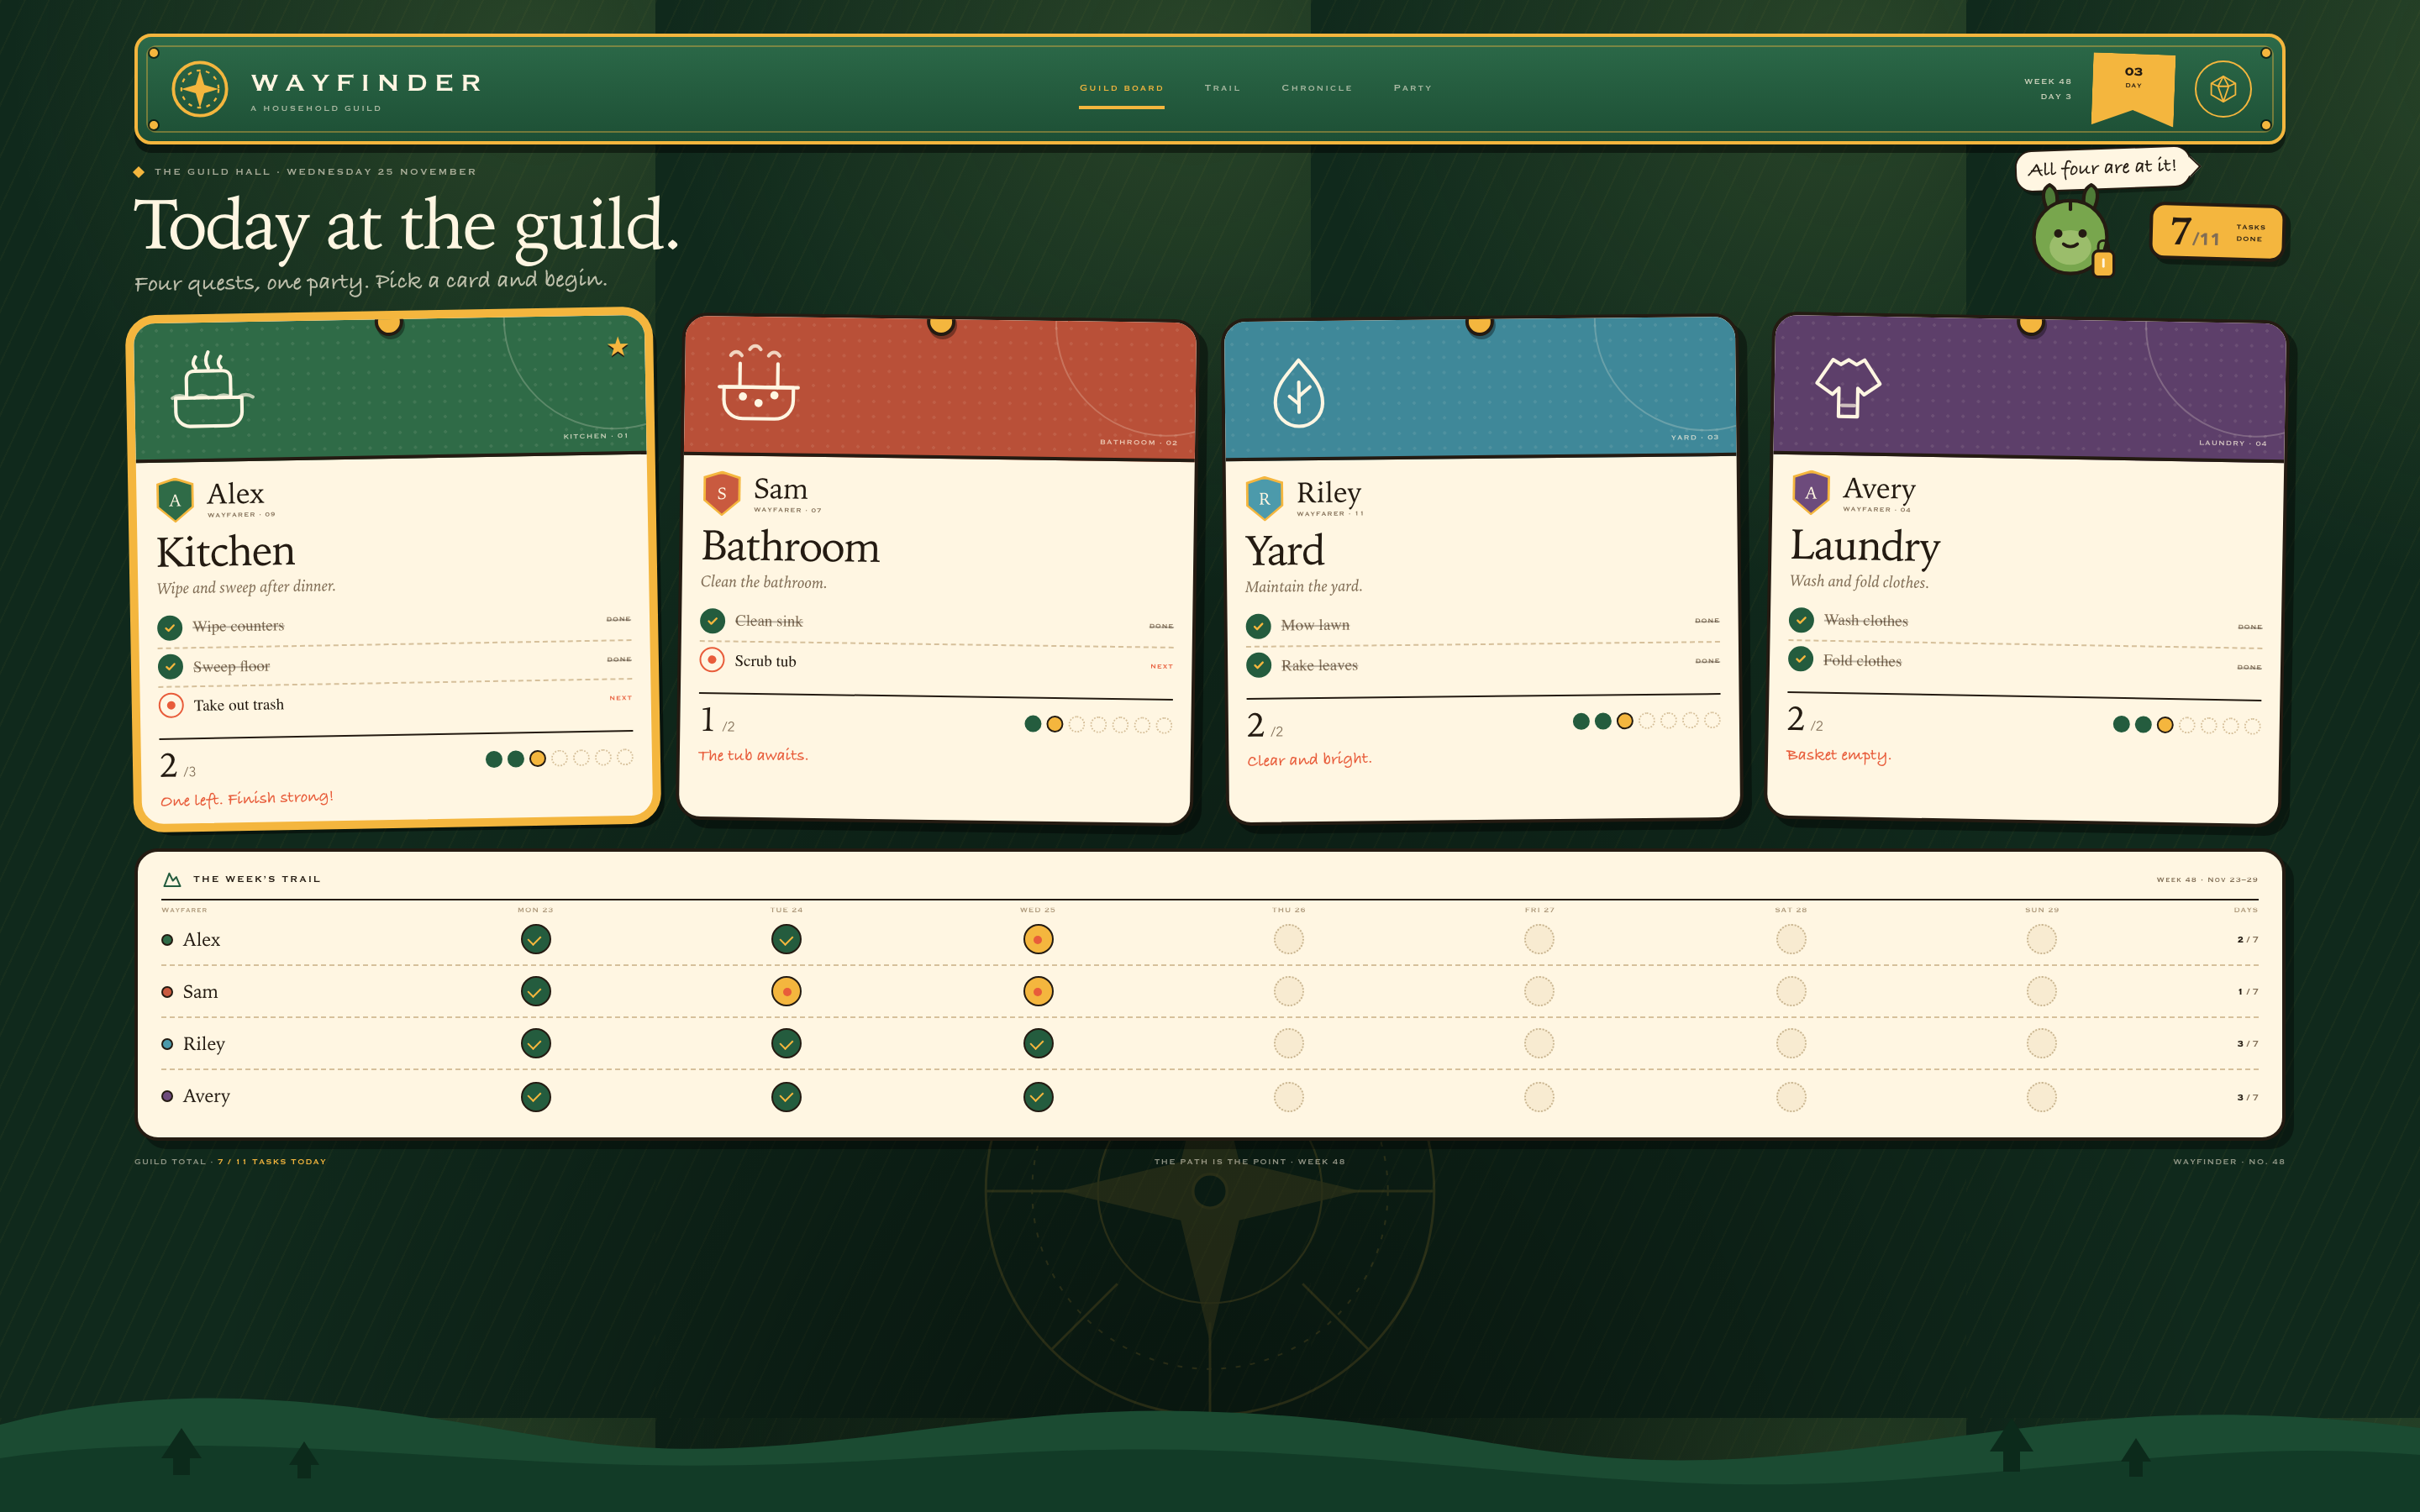 WAYFINDER
A HOUSEHOLD GUILD
GUILD BOARD
TRAIL
CHRONICLE
PARTY
WEEK 48
DAY 3
03
DAY
THE GUILD HALL · WEDNESDAY 25 NOVEMBER
Today at the guild.
Four quests, one party. Pick a card and begin.
All four are at it!
7/11
TASKS
DONE
KITCHEN · 01
A
Alex
WAYFARER · 09
Kitchen
Wipe and sweep after dinner.
Wipe counters
DONE
Sweep floor
DONE
Take out trash
NEXT
2 /3
One left. Finish strong!
BATHROOM · 02
S
Sam
WAYFARER · 07
Bathroom
Clean the bathroom.
Clean sink
DONE
Scrub tub
NEXT
1 /2
The tub awaits.
YARD · 03
R
Riley
WAYFARER · 11
Yard
Maintain the yard.
Mow lawn
DONE
Rake leaves
DONE
2 /2
Clear and bright.
LAUNDRY · 04
A
Avery
WAYFARER · 04
Laundry
Wash and fold clothes.
Wash clothes
DONE
Fold clothes
DONE
2 /2
Basket empty.
THE WEEK'S TRAIL
WEEK 48 · NOV 23–29
WAYFARER MON 23 TUE 24 WED 25 THU 26 FRI 27 SAT 28 SUN 29 DAYS
Alex 2 / 7
Sam 1 / 7
Riley 3 / 7
Avery 3 / 7
GUILD TOTAL · 7 / 11 TASKS TODAY
THE PATH IS THE POINT · WEEK 48
WAYFINDER · NO. 48